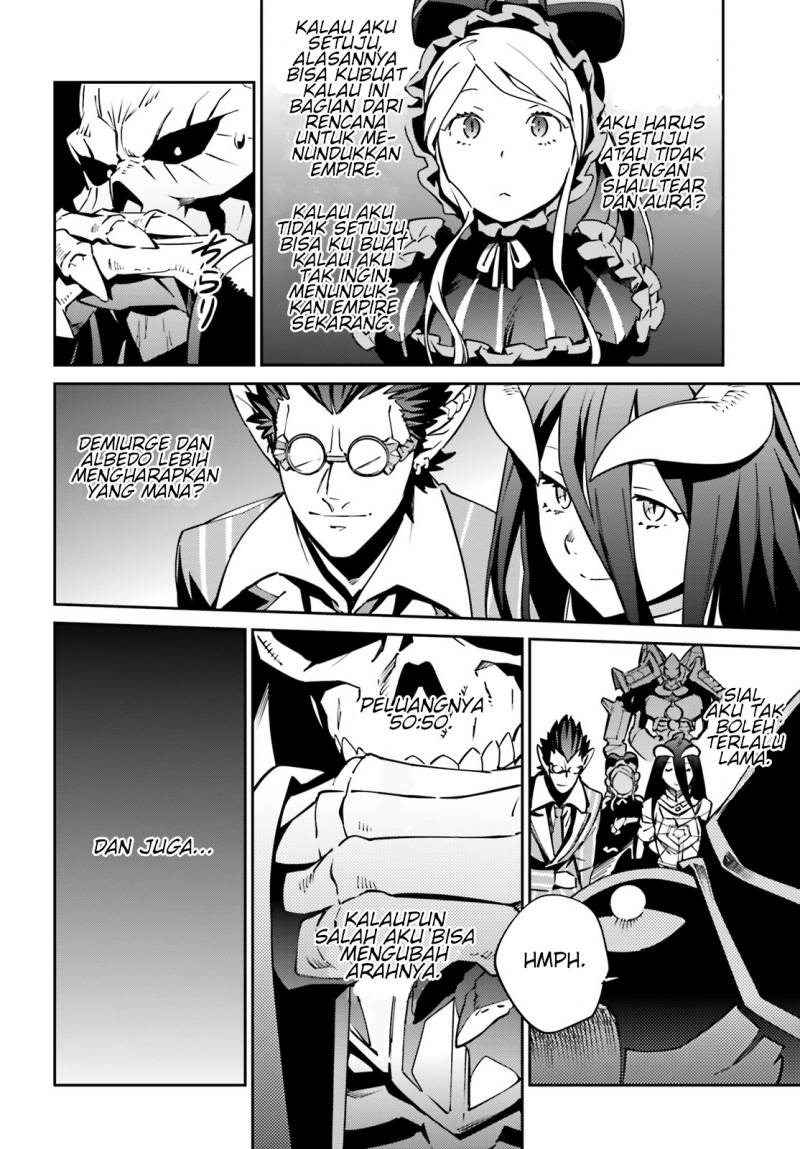 AKU HARUS
SETUJU
ATAU TIDAK
DENGAN
SHALLTEAR
DAN AURA?
KALAU AKU
SETUJU,
ALASANNYA
BISA KUBUAT
KALAU INI
BAGIAN DARI
RENCANA
UNTUK ME-
NUNDUKKAN
EMPIRE.
KALAU AKU
TIDAK SETUJU,
BISA KU BUAT
KALAU AKU
TAK INGIN
MENUNDUK-
KAN EMPIRE
SEKARANG.
ちらり
DEMIURGE DAN
ALBEDO LEBIH
MENGHARAPKAN
YANG MANA?
SIAL
AKU TAK
BOLEH
TERLALU
LAMA.
HMPH.
PELUANGNYA
50:50.
KALAUPUN
SALAH AKU BISA
MENGUBAH
ARAHNYA.
DAN JUGA...